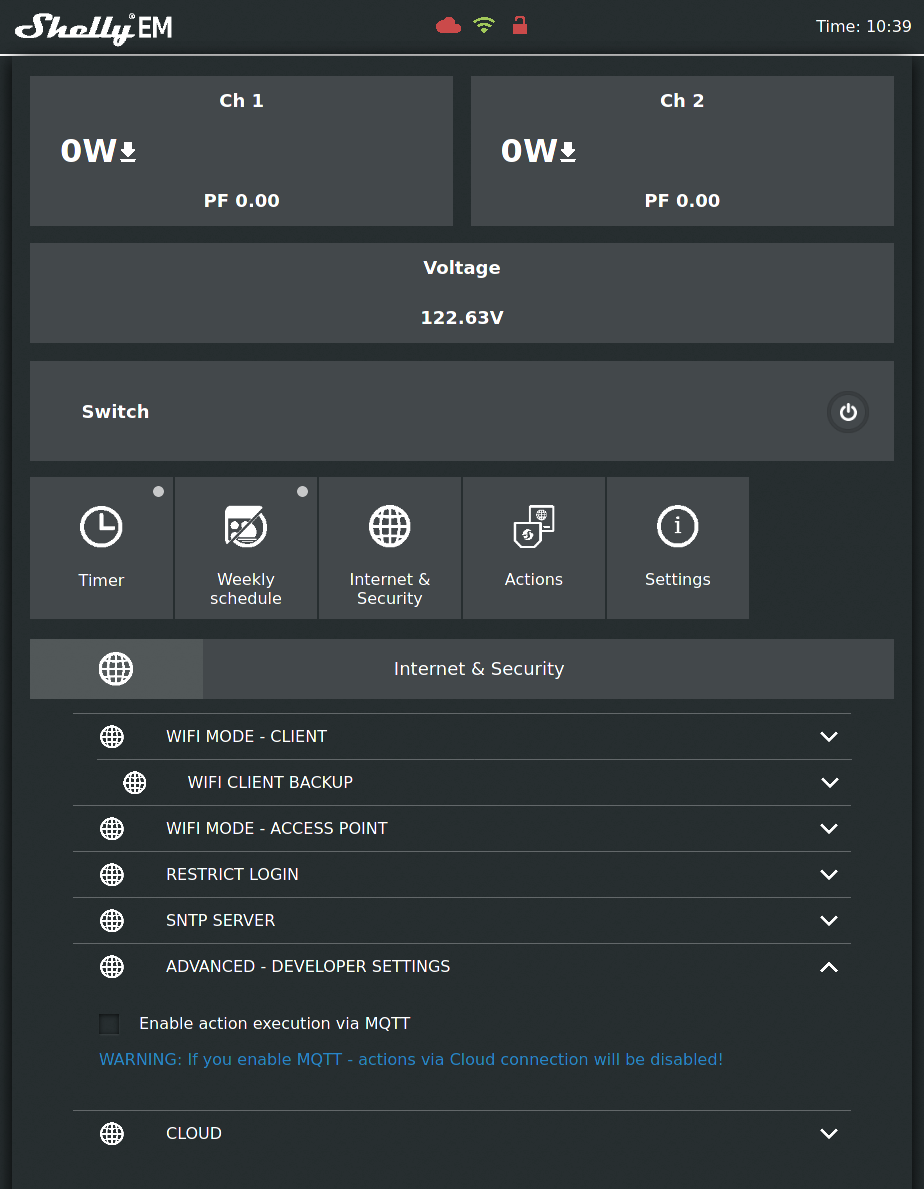 Shelly® EM
Time: 10:39
Ch 1
Ch 2
0W
0W
PF 0.00
PF 0.00
Voltage
122.63V
Switch
Timer
Weekly
schedule
Internet &
Security
Actions
Settings
Internet & Security
WIFI MODE - CLIENT
WIFI CLIENT BACKUP
WIFI MODE - ACCESS POINT
RESTRICT LOGIN
SNTP SERVER
ADVANCED - DEVELOPER SETTINGS
Enable action execution via MQTT
WARNING: If you enable MQTT - actions via Cloud connection will be disabled!
CLOUD